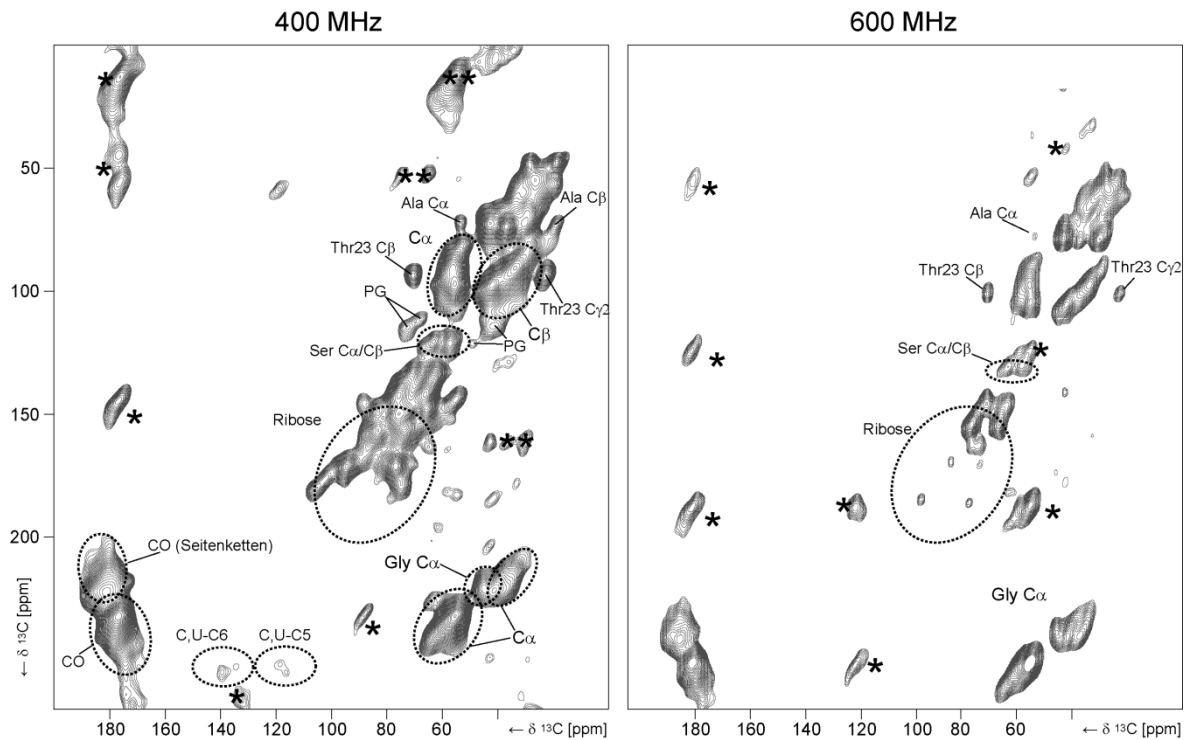 400 MHz
600 MHz
50
100
150
200
← δ ¹³C [ppm]
* * *
* * *
Ala Cα
Ala Cβ
Cα
Thr23 Cβ
PG
Thr23 Cγ2
Cβ
PG
Ser Cα/Cβ
*
Ribose
* *
CO (Seitenketten)
Gly Cα
*
C,U-C6
C,U-C5
Cα
CO
*
180
160
140
120
100
80
60
← δ ¹³C [ppm]
*
*
Ala Cα
Thr23 Cβ
Thr23 Cγ2
Ser Cα/Cβ
*
*
Ribose
*
*
*
Gly Cα
*
180
160
140
120
100
80
60
← δ ¹³C [ppm]